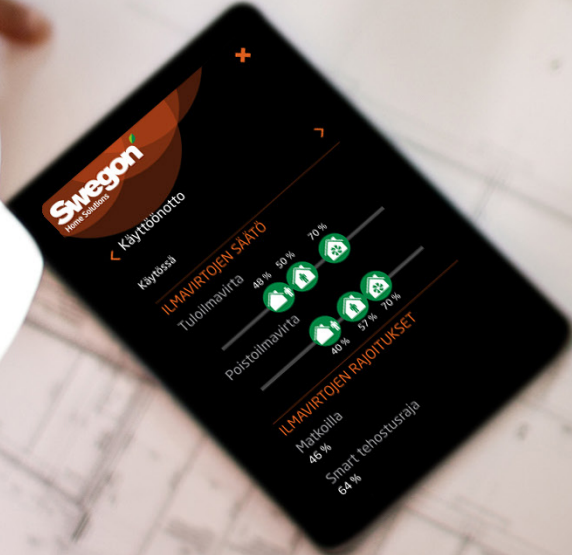 Swegon
Home Solutions
Käyttöönotto
Käytössä
ILMAVIRTOJEN SÄÄTÖ
Tuloilmavirta
48 % 50 % 70 %
Poistoilmavirta
40 % 57 % 70 %
ILMAVIRTOJEN RAJOITUKSET
Matkoilla
46 %
Smart tehostusraja
64 %